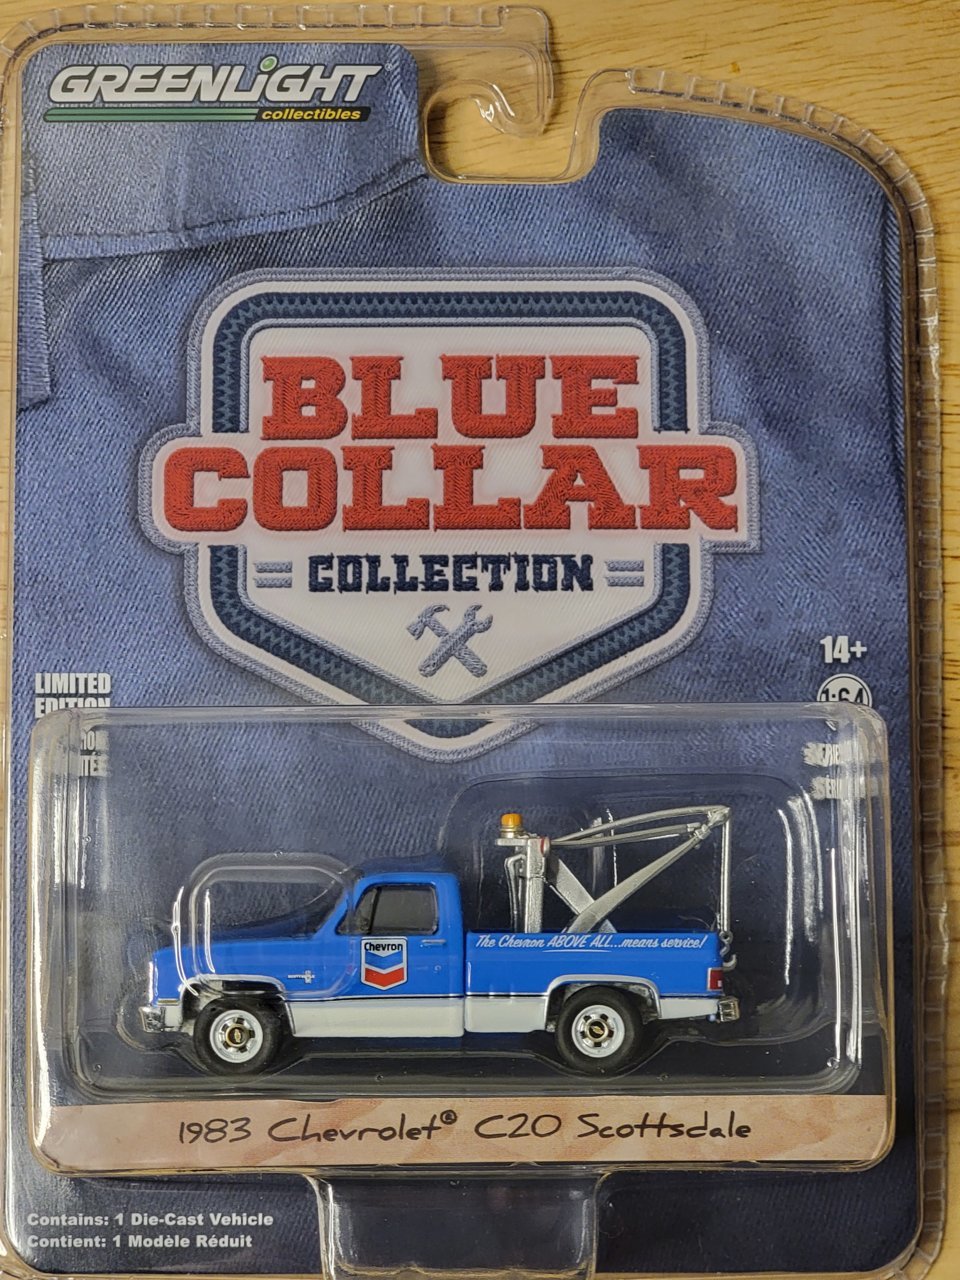 GREENLIGHT
collectibles
BLUE
COLLAR
COLLECTION
14+
LIMITED
EDITION
1:64
Chevron
The Chevron ABOVE ALL...means service!
1983 Chevrolet® C20 Scottsdale
Contains: 1 Die-Cast Vehicle
Contient: 1 Modèle Réduit